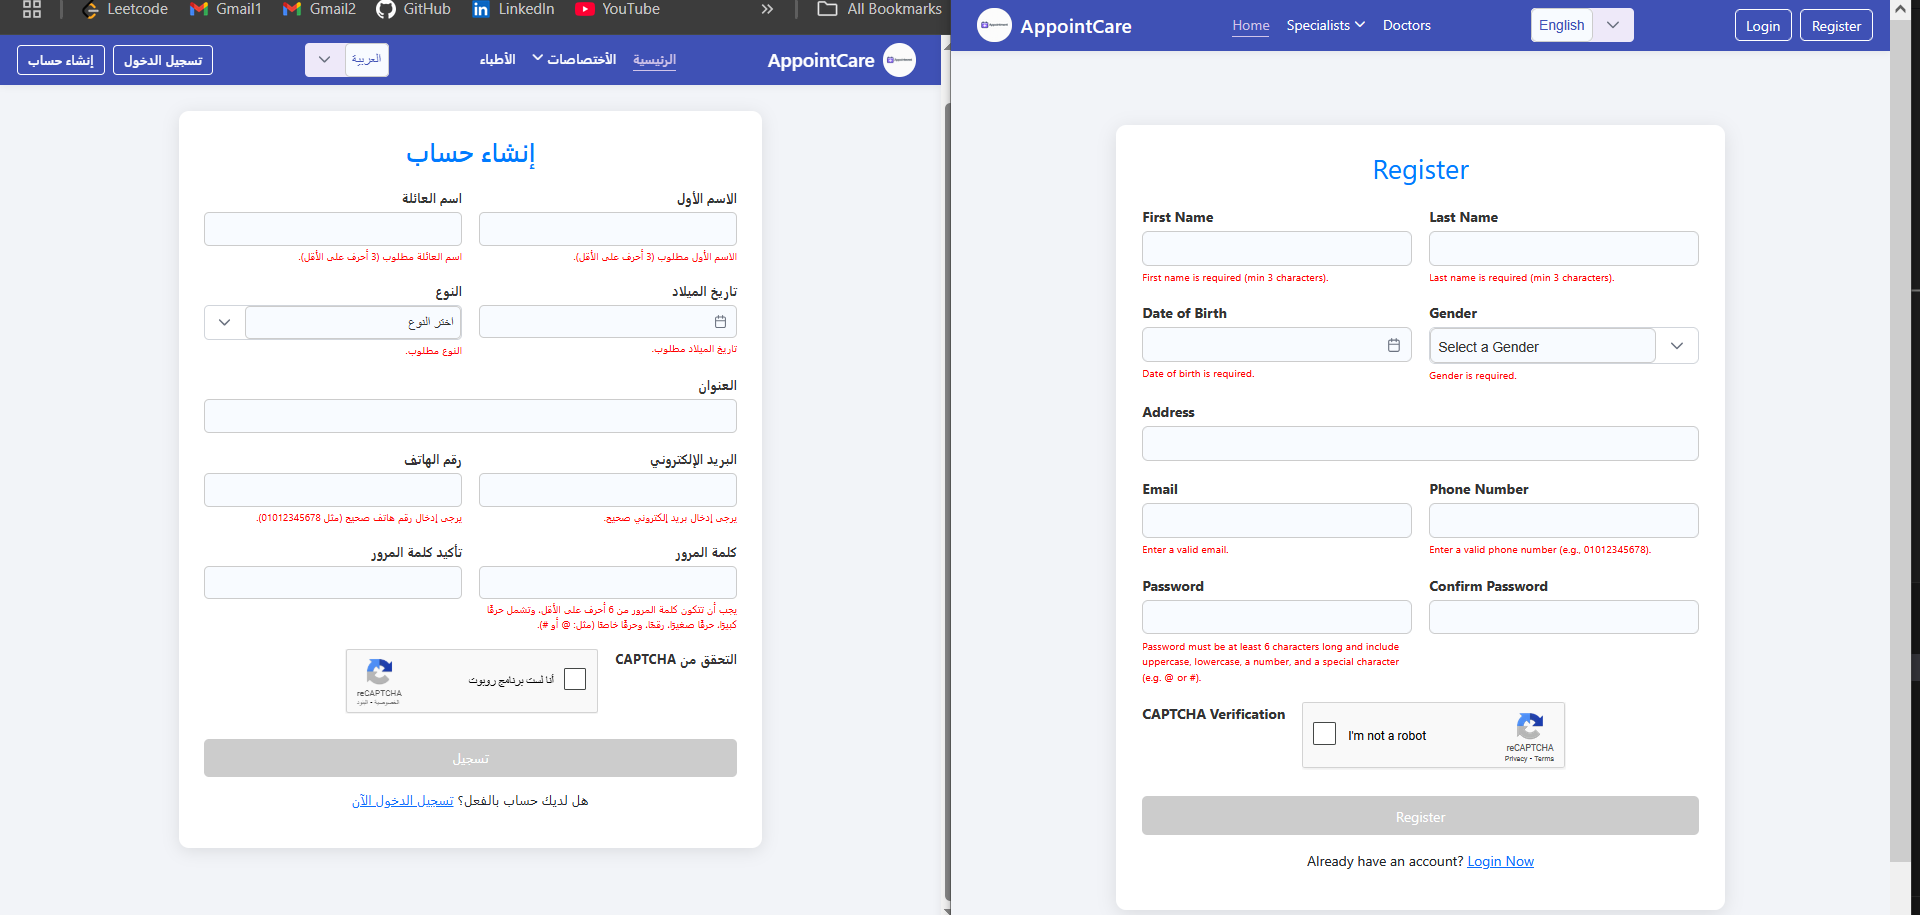 Leetcode
Gmail1
Gmail2
GitHub
LinkedIn
YouTube
All Bookmarks
AppointCare
الرئيسية
الأختصاصات
الأطباء
العربية
تسجيل الدخول
إنشاء حساب
إنشاء حساب
الاسم الأول
اسم العائلة
الاسم الأول مطلوب (3 أحرف على الأقل).
اسم العائلة مطلوب (3 أحرف على الأقل).
تاريخ الميلاد
النوع
اختر النوع
تاريخ الميلاد مطلوب.
النوع مطلوب.
العنوان
البريد الإلكتروني
رقم الهاتف
يرجى إدخال بريد إلكتروني صحيح.
يرجى إدخال رقم هاتف صحيح (مثل 01012345678).
كلمة المرور
تأكيد كلمة المرور
يجب أن تتكون كلمة المرور من 6 أحرف على الأقل، وتشمل حرفًا
كبيرًا، حرفًا صغيرًا، رقمًا، وحرفًا خاصًا (مثل: @ أو #).
التحقق من CAPTCHA
أنا لست برنامج روبوت
reCAPTCHA
الخصوصية - البنود
تسجيل
هل لديك حساب بالفعل؟ تسجيل الدخول الآن
AppointCare
Home
Specialists
Doctors
English
Login
Register
Register
First Name
Last Name
First name is required (min 3 characters).
Last name is required (min 3 characters).
Date of Birth
Gender
Select a Gender
Date of birth is required.
Gender is required.
Address
Email
Phone Number
Enter a valid email.
Enter a valid phone number (e.g., 01012345678).
Password
Confirm Password
Password must be at least 6 characters long and include
uppercase, lowercase, a number, and a special character
(e.g. @ or #).
CAPTCHA Verification
I'm not a robot
reCAPTCHA
Privacy - Terms
Register
Already have an account? Login Now